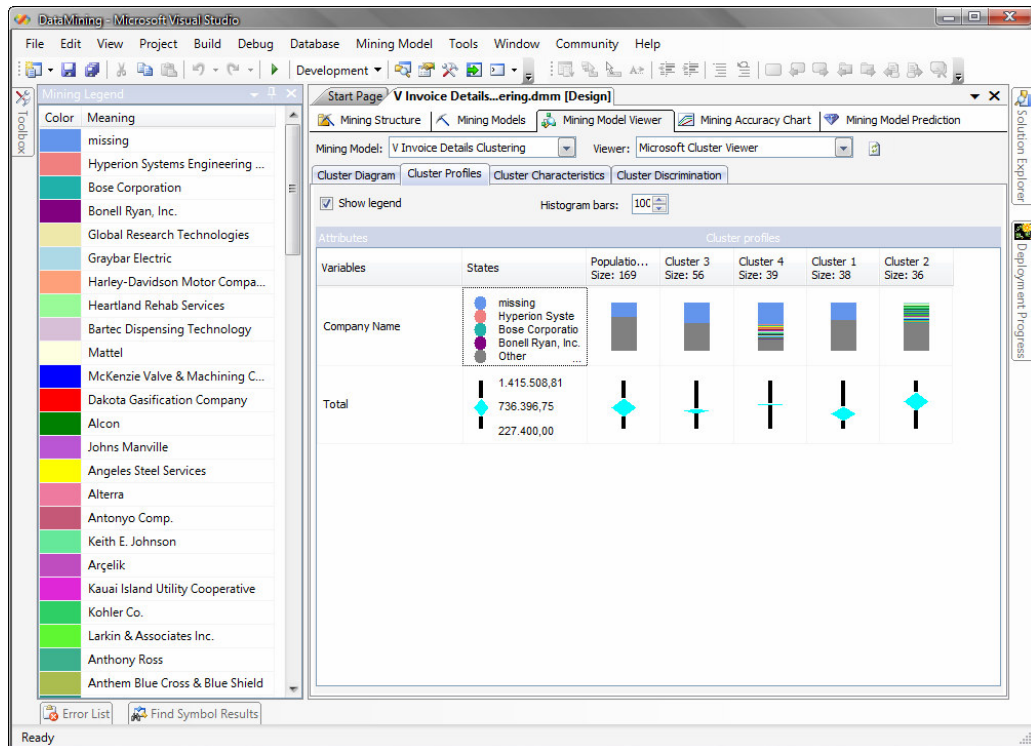 DataMining - Microsoft Visual Studio
File Edit View Project Build Debug Database Mining Model Tools Window Community Help
Development
Toolbox
Mining Legend
Color Meaning
missing
Hyperion Systems Engineering ...
Bose Corporation
Bonell Ryan, Inc.
Global Research Technologies
Graybar Electric
Harley-Davidson Motor Compa...
Heartland Rehab Services
Bartec Dispensing Technology
Mattel
McKenzie Valve & Machining C...
Dakota Gasification Company
Alcon
Johns Manville
Angeles Steel Services
Alterra
Antonyo Comp.
Keith E. Johnson
Arçelik
Kauai Island Utility Cooperative
Kohler Co.
Larkin & Associates Inc.
Anthony Ross
Anthem Blue Cross & Blue Shield
Start Page V Invoice Details...ering.dmm [Design]
Mining Structure Mining Models Mining Model Viewer Mining Accuracy Chart Mining Model Prediction
Mining Model: V Invoice Details Clustering Viewer: Microsoft Cluster Viewer
Cluster Diagram Cluster Profiles Cluster Characteristics Cluster Discrimination
Show legend Histogram bars: 100
Attributes Cluster profiles
Variables States Populatio... Cluster 3 Cluster 4 Cluster 1 Cluster 2
Size: 169 Size: 56 Size: 39 Size: 38 Size: 36
Company Name
missing
Hyperion Syste
Bose Corporatio
Bonell Ryan, Inc.
Other ...
Total
1.415.508,81
736.396,75
227.400,00
Solution Explorer
Deployment Progress
Error List Find Symbol Results
Ready